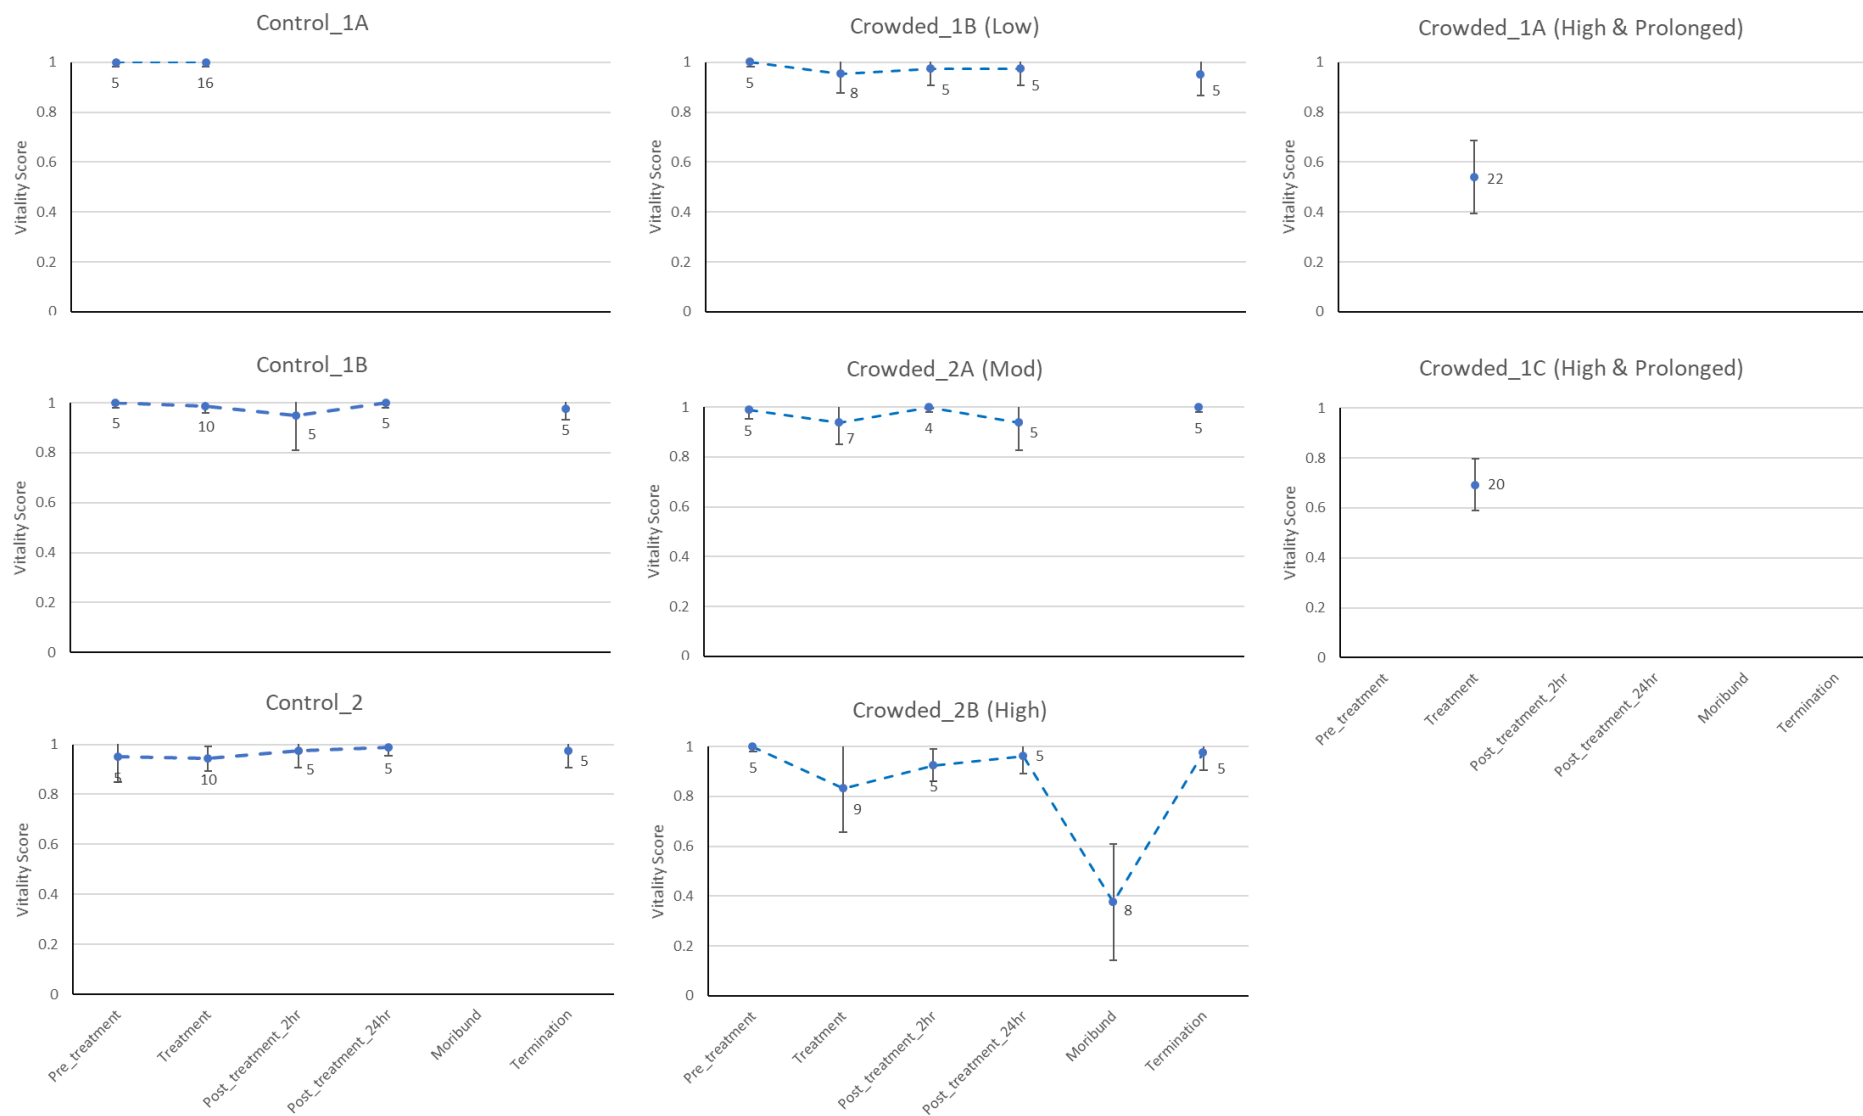 Control_1A
Vitality Score
1
0.8
0.6
0.4
0.2
0
5
16
Crowded_1B (Low)
Vitality Score
1
0.8
0.6
0.4
0.2
0
5
8
5
5
5
Crowded_1A (High & Prolonged)
Vitality Score
1
0.8
0.6
0.4
0.2
0
22
Control_1B
Vitality Score
1
0.8
0.6
0.4
0.2
0
5
10
5
5
5
Crowded_2A (Mod)
Vitality Score
1
0.8
0.6
0.4
0.2
0
5
7
4
5
5
Crowded_1C (High & Prolonged)
Vitality Score
1
0.8
0.6
0.4
0.2
0
20
Pre_treatment
Treatment
Post_treatment_2hr
Post_treatment_24hr
Moribund
Termination
Control_2
Vitality Score
1
0.8
0.6
0.4
0.2
0
5
10
5
5
5
Pre_treatment
Treatment
Post_treatment_2hr
Post_treatment_24hr
Moribund
Termination
Crowded_2B (High)
Vitality Score
1
0.8
0.6
0.4
0.2
0
5
9
5
5
8
5
Pre_treatment
Treatment
Post_treatment_2hr
Post_treatment_24hr
Moribund
Termination